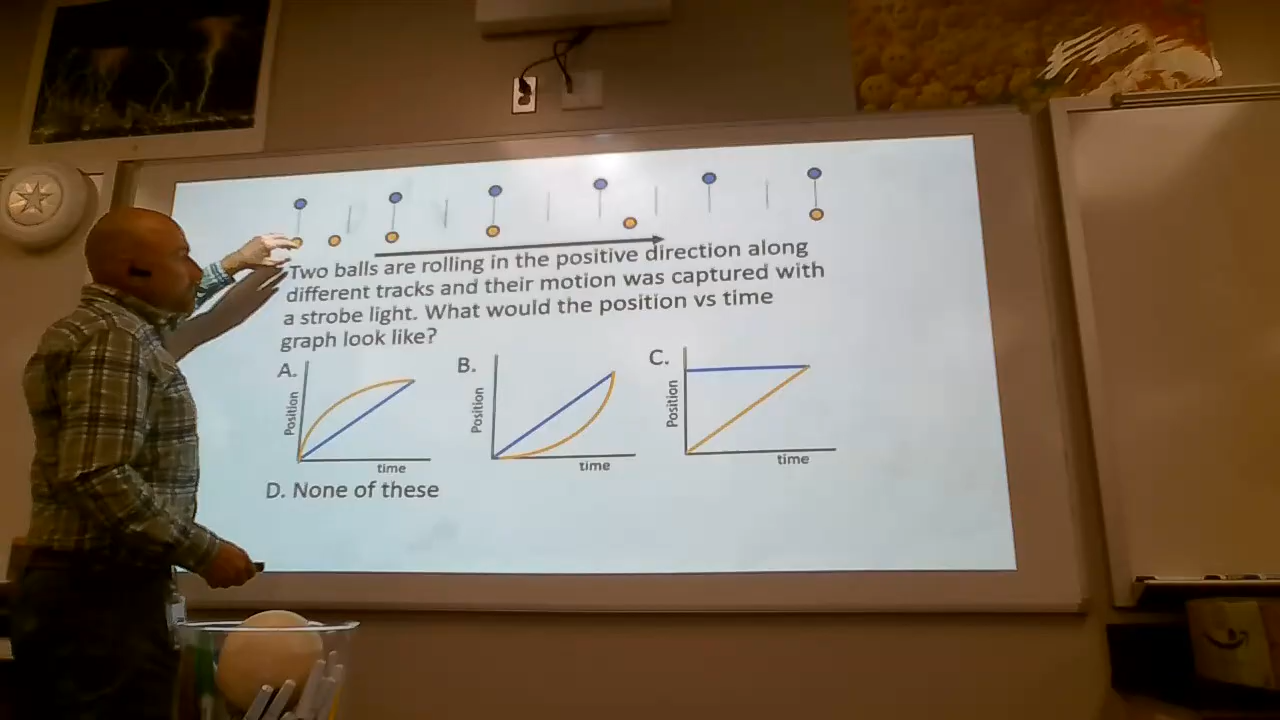 Two balls are rolling in the positive direction along
different tracks and their motion was captured with
a strobe light. What would the position vs time
graph look like?
A.
Position
time
B.
Position
time
C.
Position
time
D. None of these